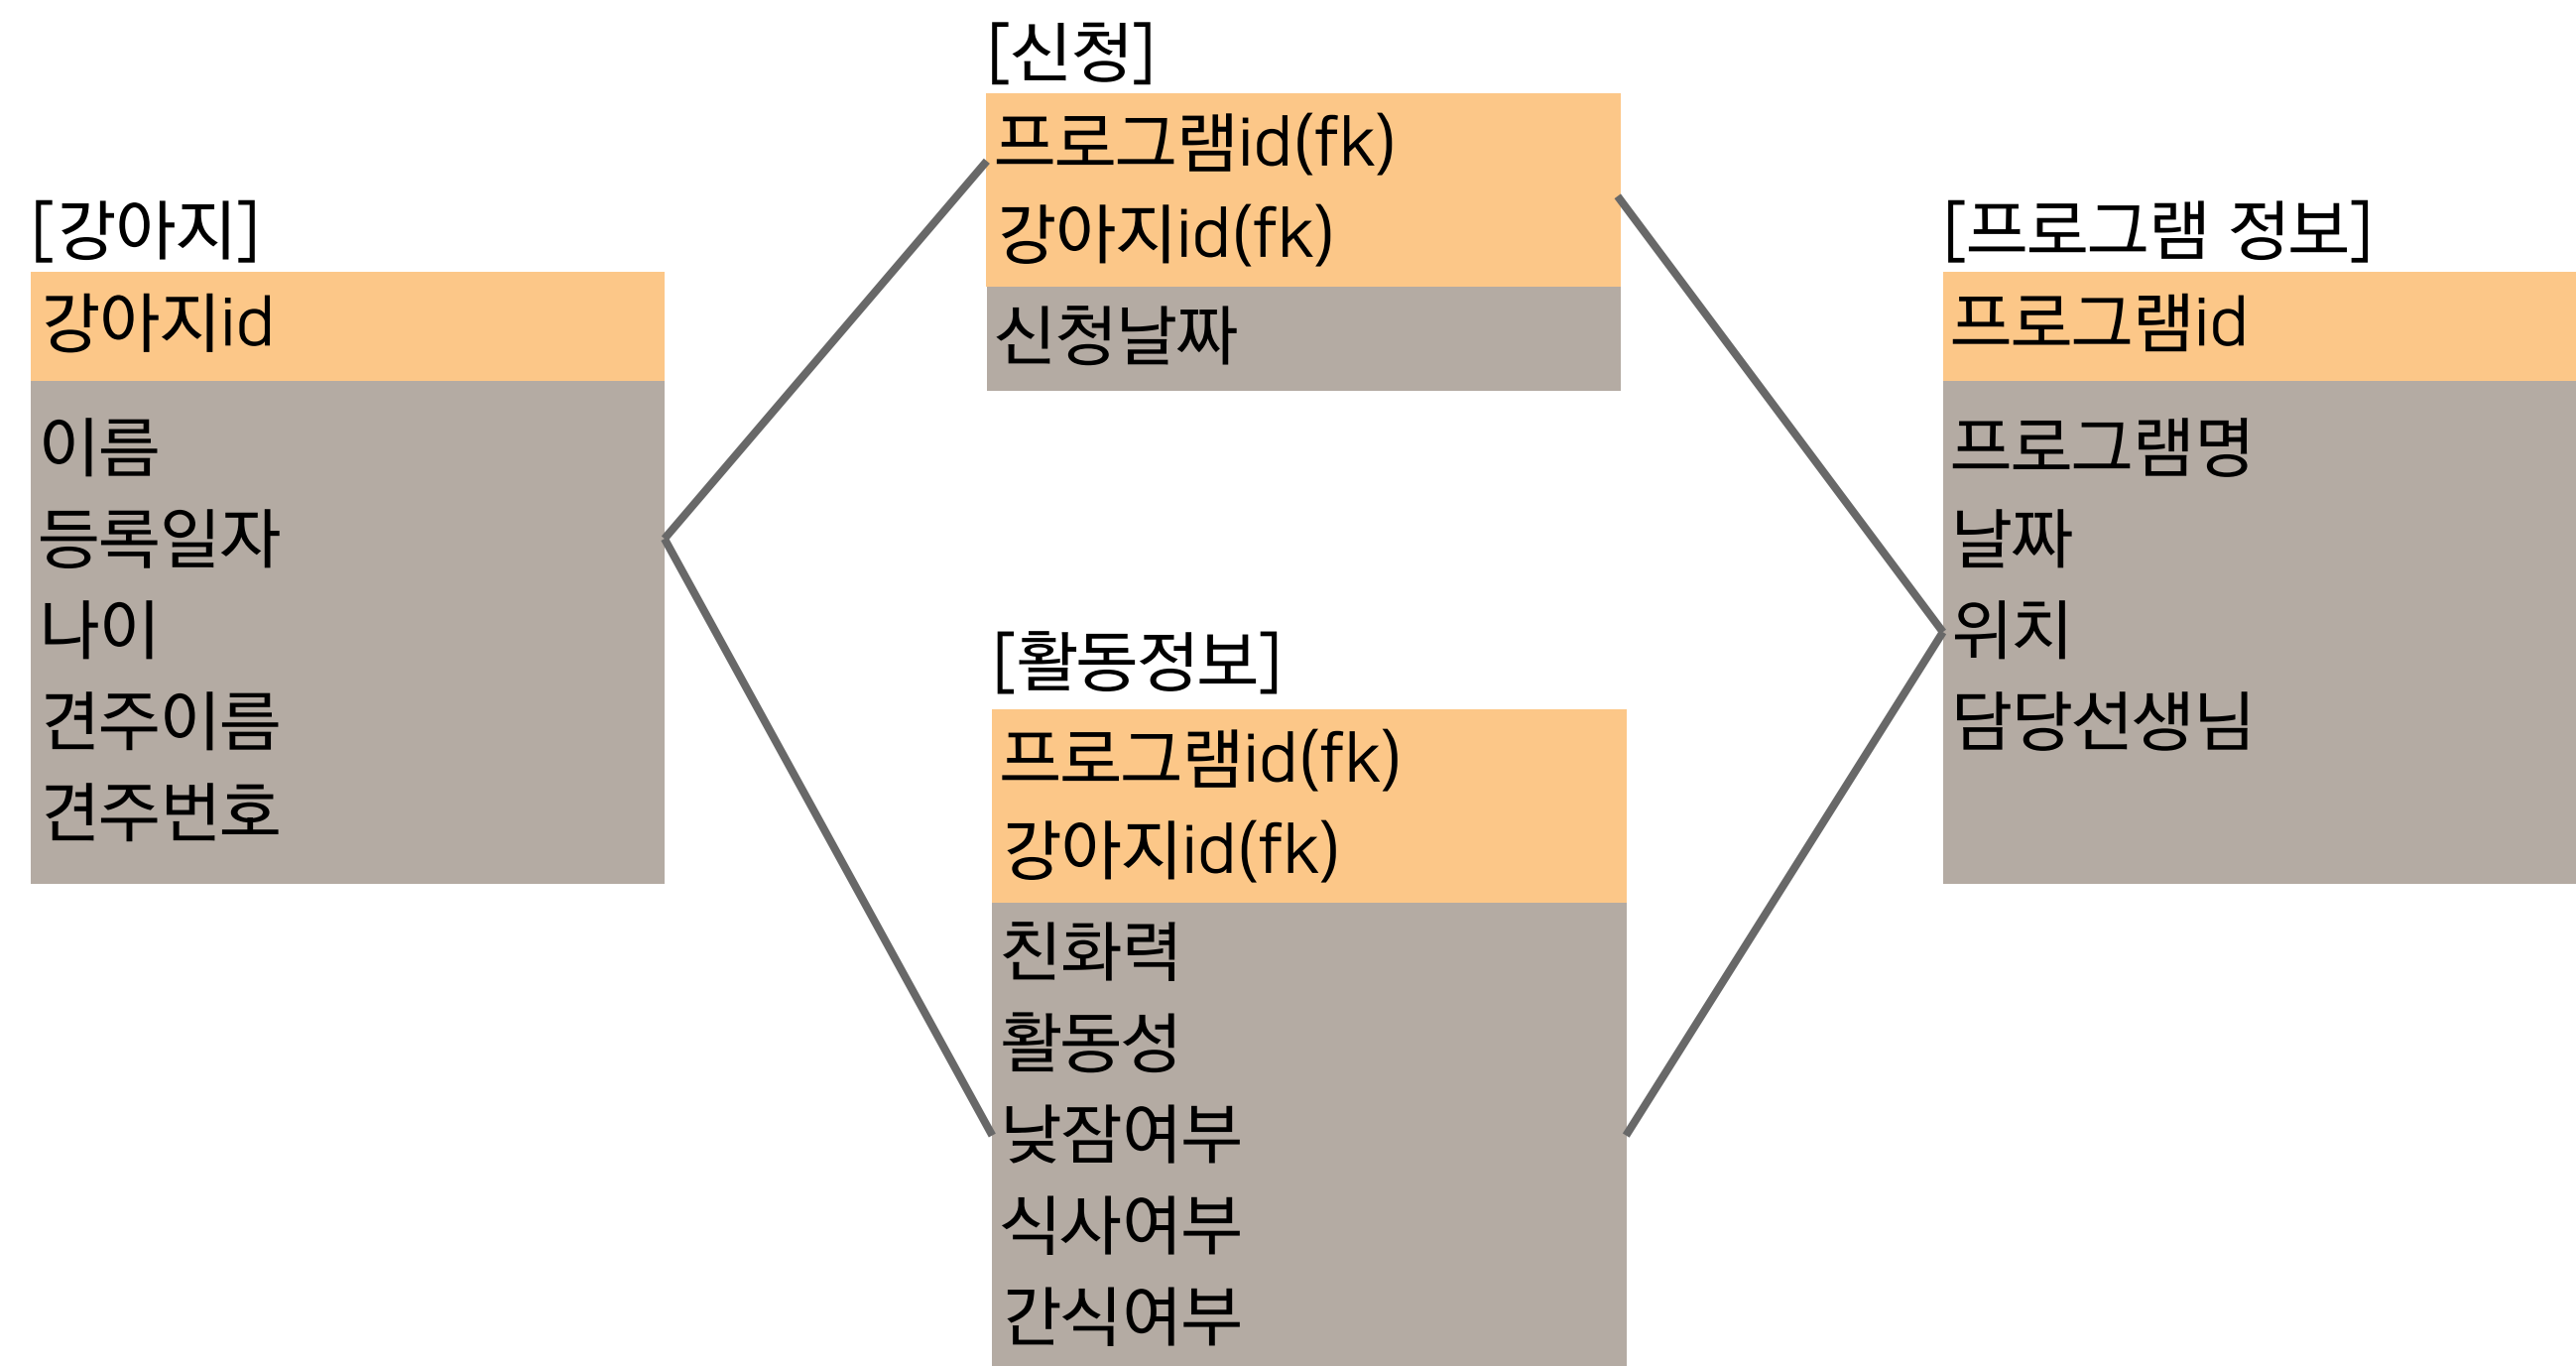 [강아지]
강아지id
이름
등록일자
나이
견주이름
견주번호
[신청]
프로그램id(fk)
강아지id(fk)
신청날짜
[활동정보]
프로그램id(fk)
강아지id(fk)
친화력
활동성
낮잠여부
식사여부
간식여부
[프로그램 정보]
프로그램id
프로그램명
날짜
위치
담당선생님